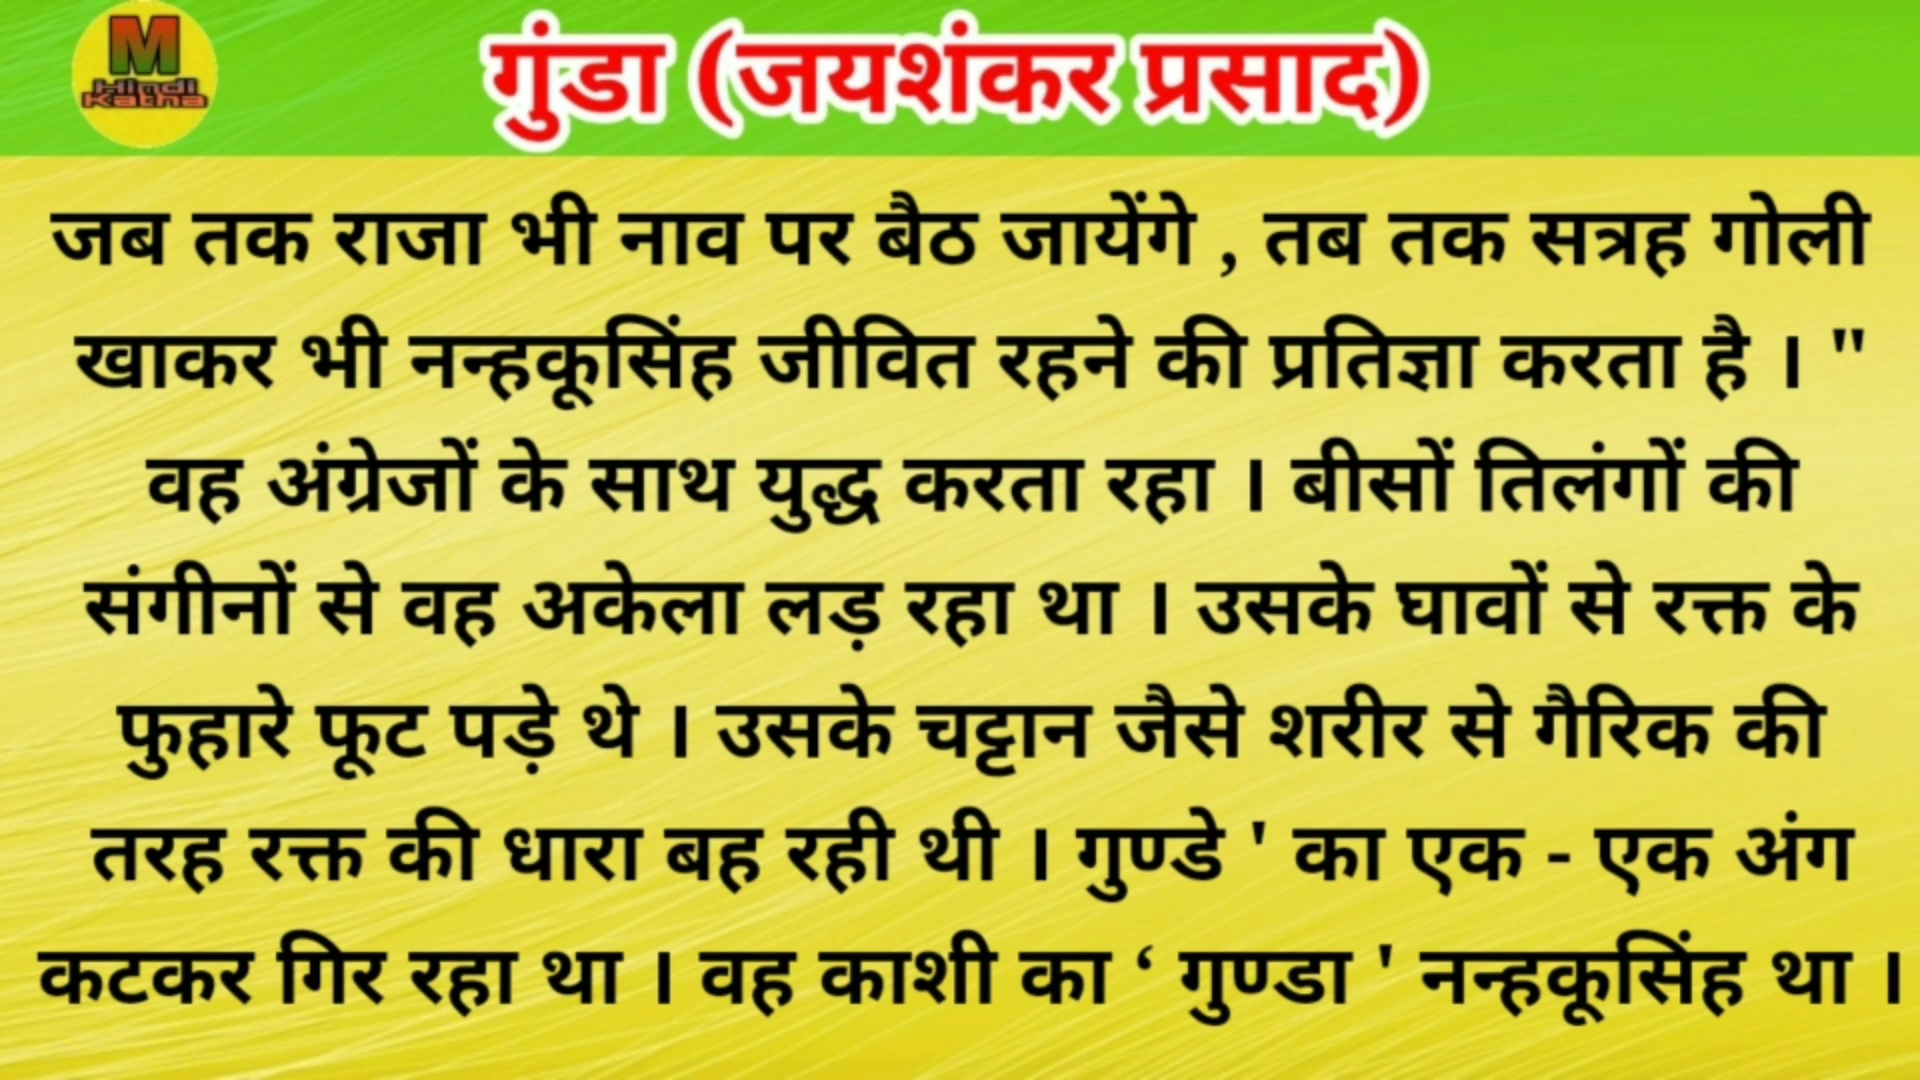 M
Hindi
Katha
गुंडा (जयशंकर प्रसाद)
जब तक राजा भी नाव पर बैठ जायेंगे , तब तक सत्रह गोली
खाकर भी नन्हकूसिंह जीवित रहने की प्रतिज्ञा करता है । "
वह अंग्रेजों के साथ युद्ध करता रहा । बीसों तिलंगों की
संगीनों से वह अकेला लड़ रहा था । उसके घावों से रक्त के
फुहारे फूट पड़े थे । उसके चट्टान जैसे शरीर से गैरिक की
तरह रक्त की धारा बह रही थी । गुण्डे ' का एक - एक अंग
कटकर गिर रहा था । वह काशी का ‘ गुण्डा ' नन्हकूसिंह था ।